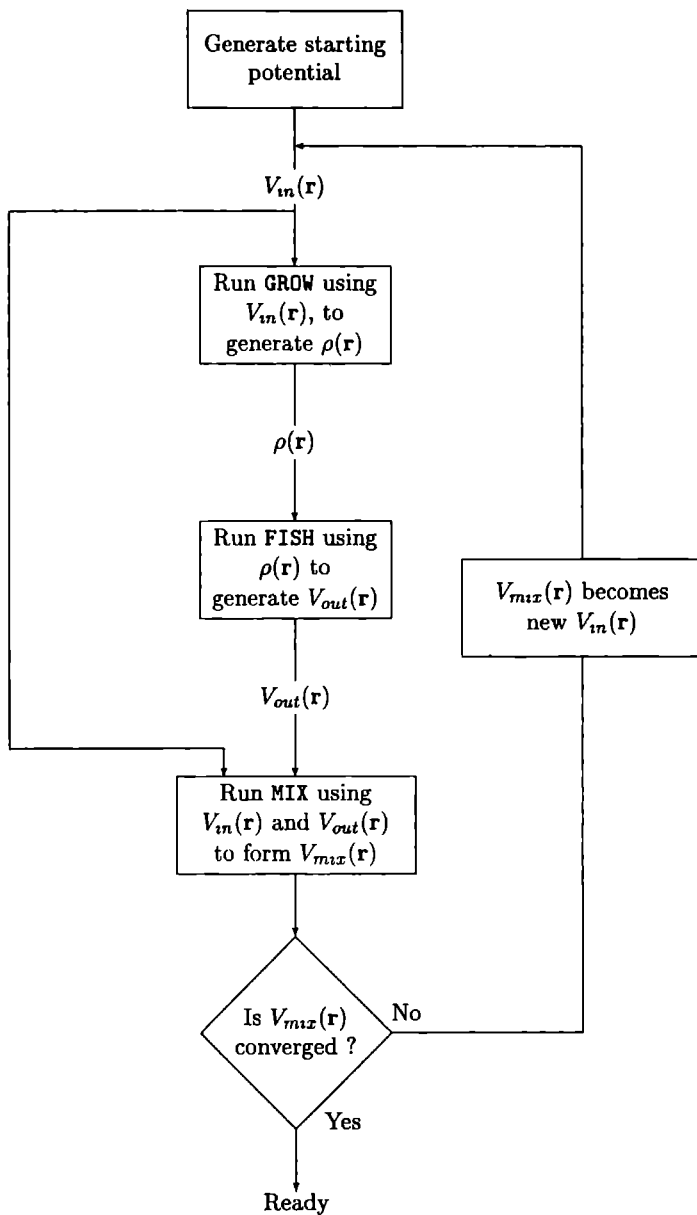 Generate starting
potential
V_in(r)
Run GROW using
V_in(r), to
generate ρ(r)
ρ(r)
Run FISH using
ρ(r) to
generate V_out(r)
V_mix(r) becomes
new V_in(r)
V_out(r)
Run MIX using
V_in(r) and V_out(r)
to form V_mix(r)
Is V_mix(r)
converged ?
No
Yes
Ready